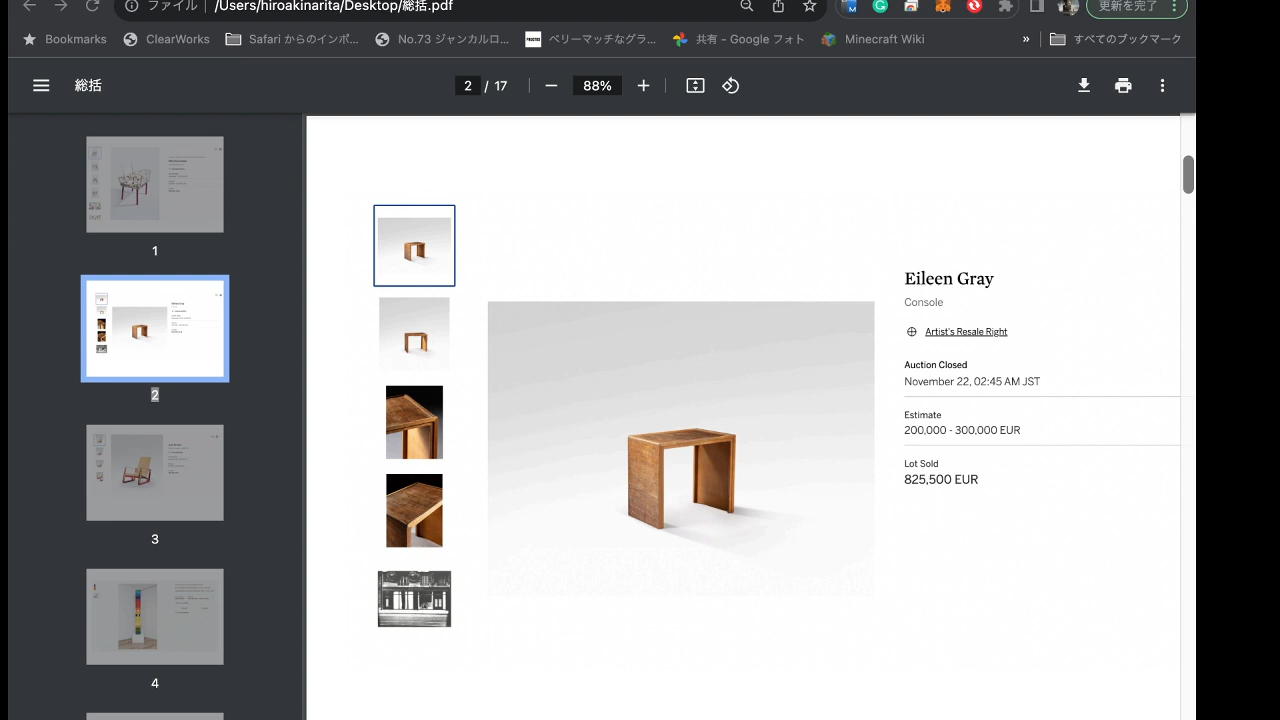 ファイル | /Users/hiroakinarita/Desktop/総括.pdf
更新を完了
Bookmarks
ClearWorks
Safari からのインポ...
No.73 ジャンカルロ...
ベリーマッチなグラ...
共有 - Google フォト
Minecraft Wiki
»
すべてのブックマーク
総括
2 / 17
88%
1
2
3
4
Eileen Gray
Console
Artist's Resale Right
Auction Closed
November 22, 02:45 AM JST
Estimate
200,000 - 300,000 EUR
Lot Sold
825,500 EUR